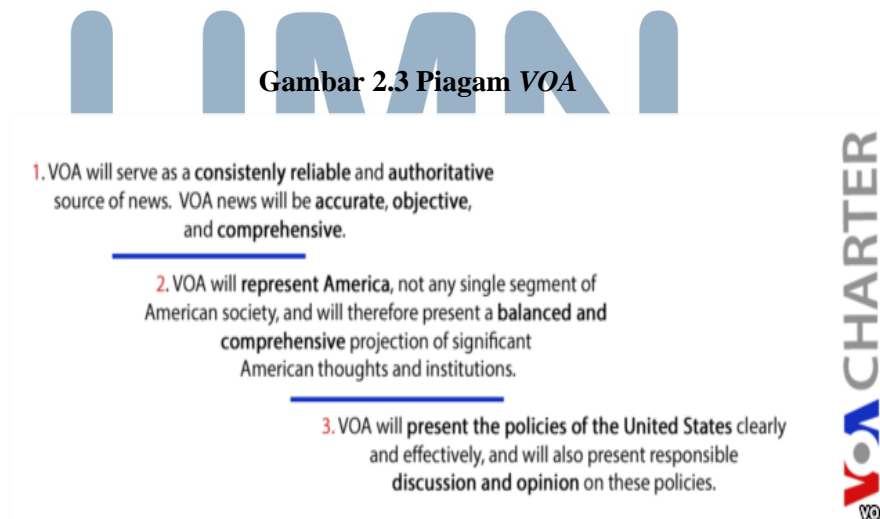 UMN
Gambar 2.3 Piagam VOA
1. VOA will serve as a consistenly reliable and authoritative
source of news. VOA news will be accurate, objective,
and comprehensive.
2. VOA will represent America, not any single segment of
American society, and will therefore present a balanced and
comprehensive projection of significant
American thoughts and institutions.
3. VOA will present the policies of the United States clearly
and effectively, and will also present responsible
discussion and opinion on these policies.
VOA CHARTER
VO